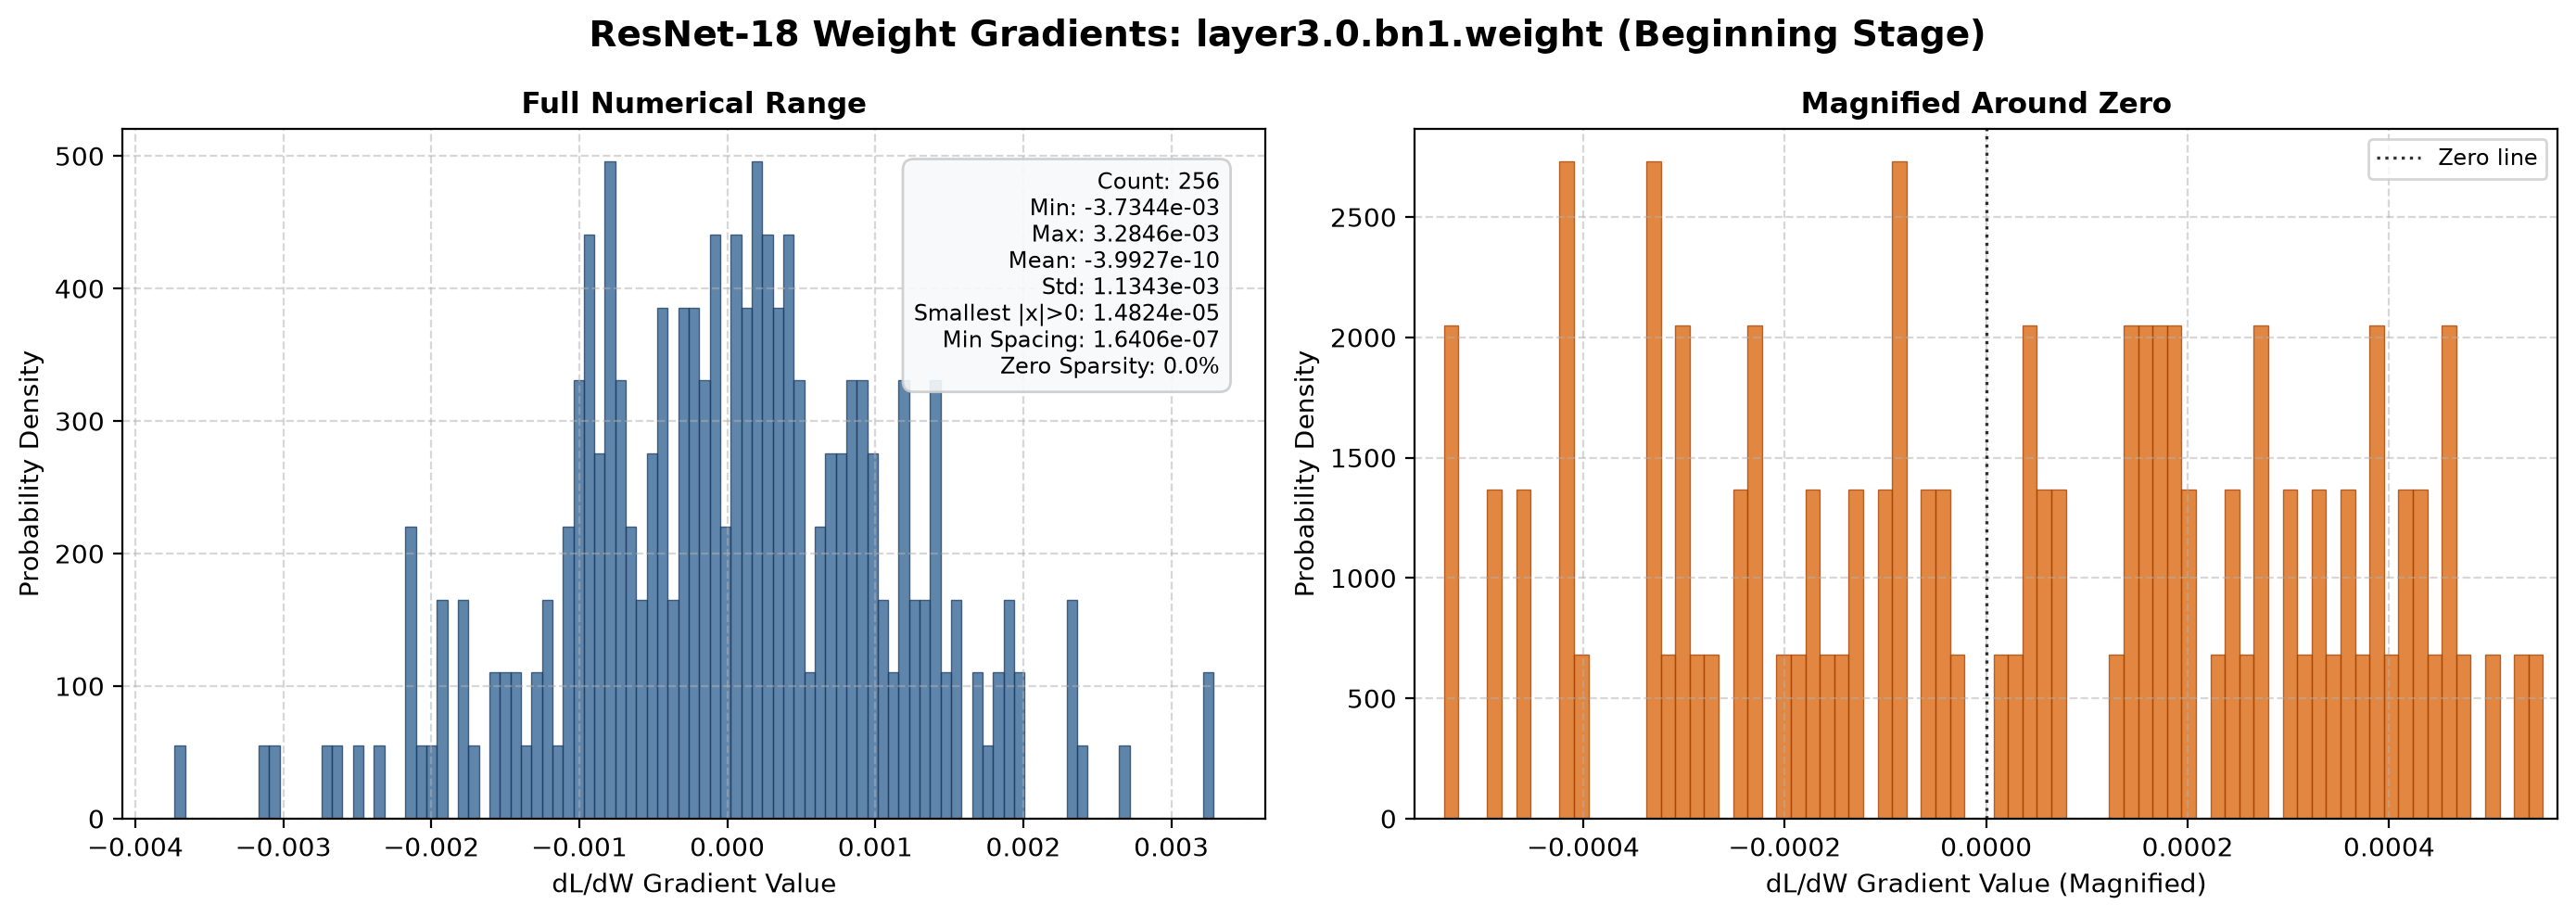 ResNet-18 Weight Gradients: layer3.0.bn1.weight (Beginning Stage)
Full Numerical Range
Probability Density
500
400
300
200
100
0
Count: 256
Min: -3.7344e-03
Max: 3.2846e-03
Mean: -3.9927e-10
Std: 1.1343e-03
Smallest |x|>0: 1.4824e-05
Min Spacing: 1.6406e-07
Zero Sparsity: 0.0%
−0.004 −0.003 −0.002 −0.001 0.000 0.001 0.002 0.003
dL/dW Gradient Value
Magnified Around Zero
Probability Density
2500
2000
1500
1000
500
0
Zero line
−0.0004 −0.0002 0.0000 0.0002 0.0004
dL/dW Gradient Value (Magnified)